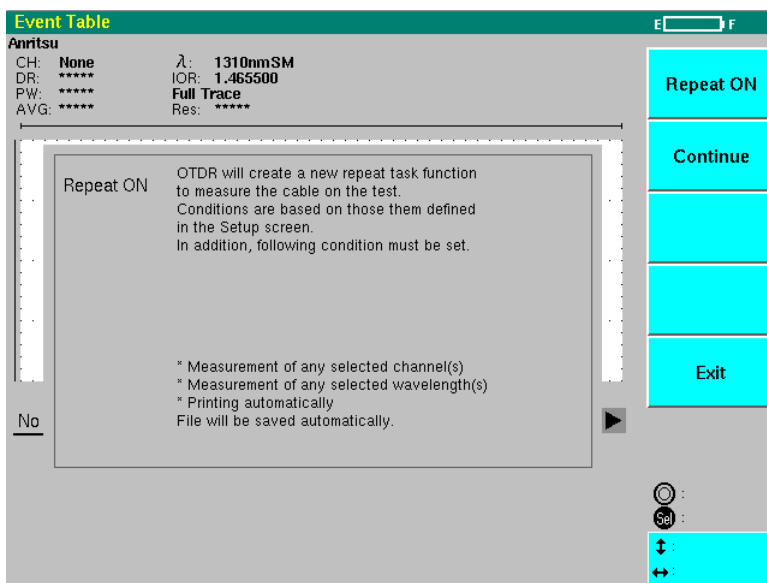 Event Table
E F
Anritsu
CH: None λ: 1310nmSM
DR: ***** IOR: 1.465500
PW: ***** Full Trace
AVG: ***** Res: *****
Repeat ON
OTDR will create a new repeat task function
to measure the cable on the test.
Conditions are based on those them defined
in the Setup screen.
In addition, following condition must be set.
* Measurement of any selected channel(s)
* Measurement of any selected wavelength(s)
* Printing automatically
File will be saved automatically.
No
Repeat ON
Continue
Exit
:
Sel :
↕ :
↔ :